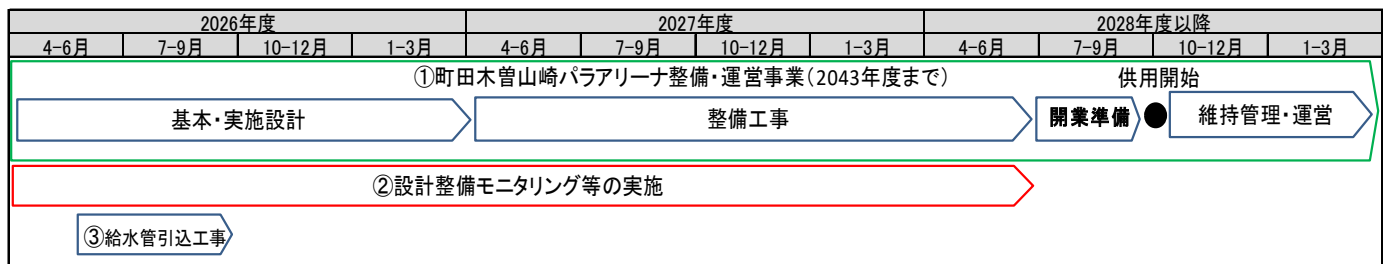 2026年度 2027年度 2028年度以降
4-6月 7-9月 10-12月 1-3月 4-6月 7-9月 10-12月 1-3月 4-6月 7-9月 10-12月 1-3月
①町田木曽山崎パラアリーナ整備・運営事業(2043年度まで) 供用開始
基本・実施設計 整備工事 開業準備 維持管理・運営
②設計整備モニタリング等の実施
③給水管引込工事